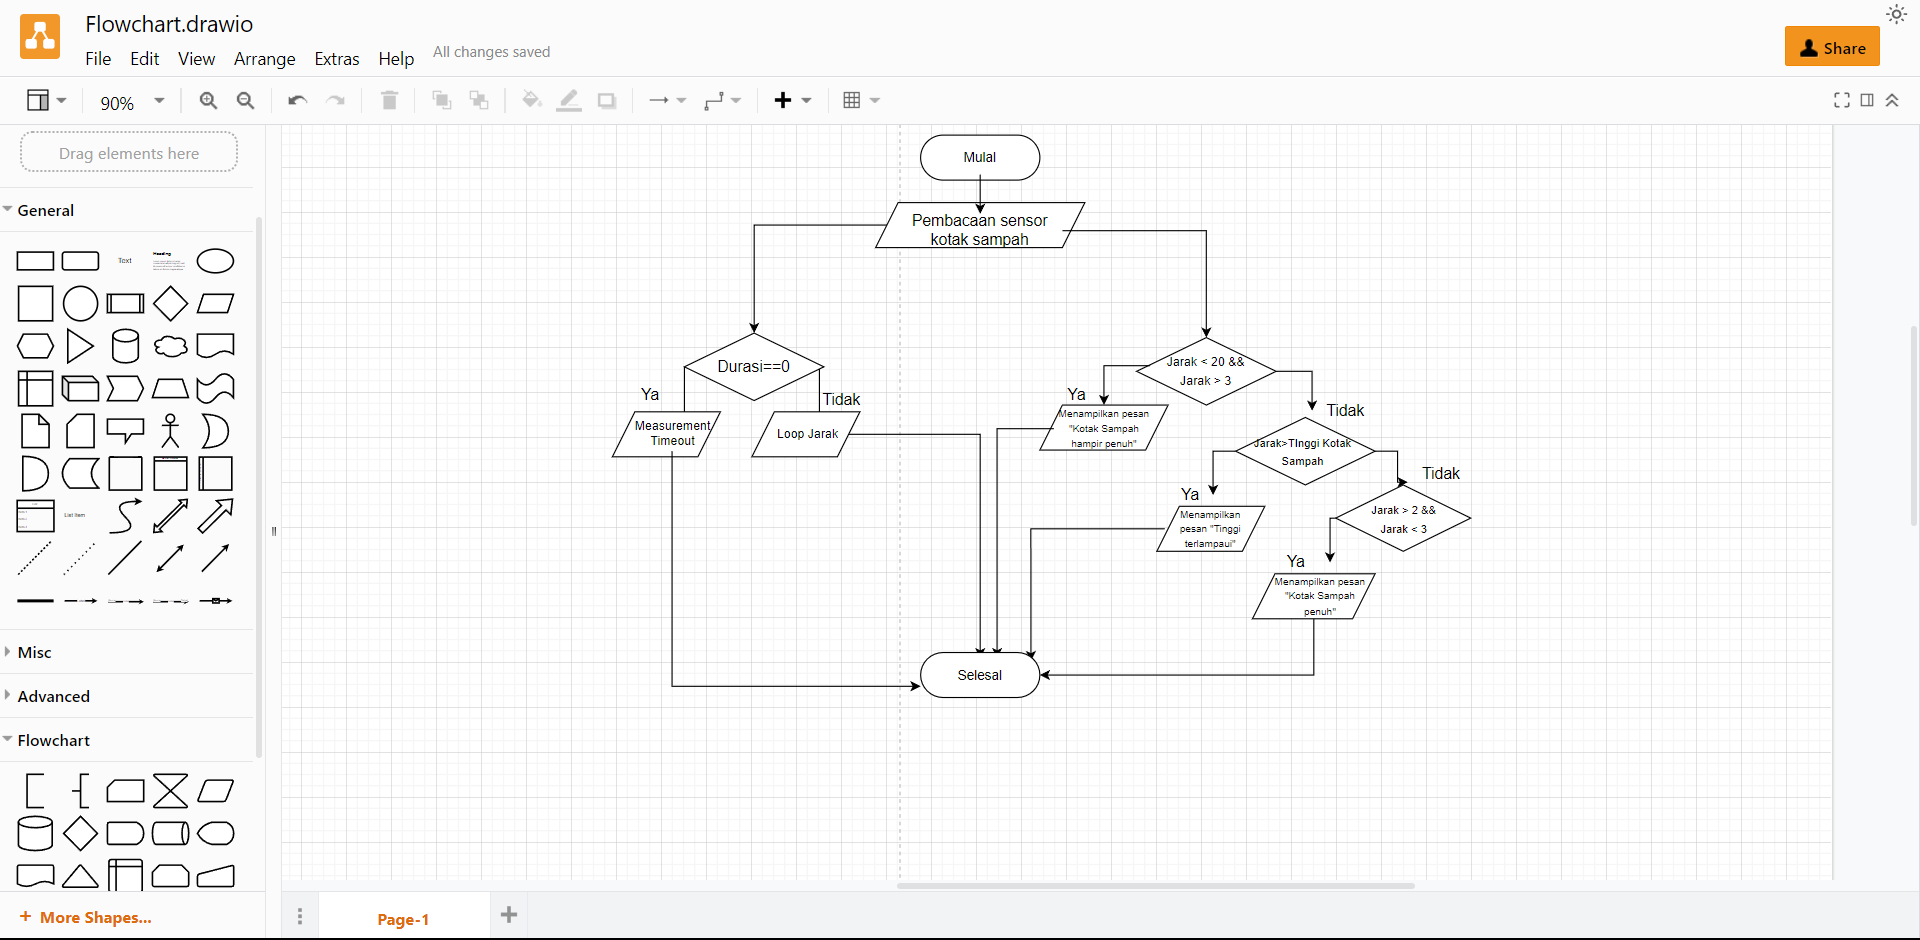 Flowchart.drawio
File Edit View Arrange Extras Help All changes saved
Share
90%
Drag elements here
General
Text
Heading
List Item
Misc
Advanced
Flowchart
More Shapes...
Mulal
Pembacaan sensor
kotak sampah
Durasi==0
Ya
Tidak
Measurement
Timeout
Loop Jarak
Jarak < 20 &&
Jarak > 3
Ya
Tidak
Menampilkan pesan
"Kotak Sampah
hampir penuh"
Jarak>TInggi Kotak
Sampah
Ya
Tidak
Menampilkan
pesan "Tinggi
terlampaui"
Jarak > 2 &&
Jarak < 3
Ya
Menampilkan pesan
"Kotak Sampah
penuh"
Selesal
Page-1